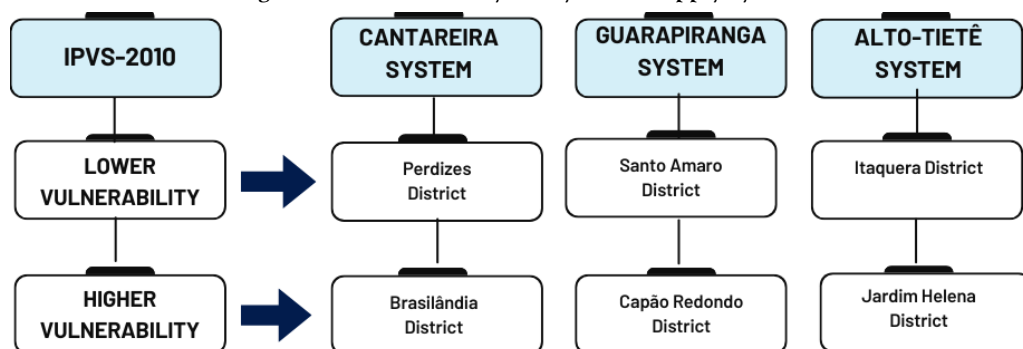 IPVS-2010
CANTAREIRA
SYSTEM
GUARAPIRANGA
SYSTEM
ALTO-TIETÊ
SYSTEM
LOWER
VULNERABILITY
Perdizes
District
Santo Amaro
District
Itaquera District
HIGHER
VULNERABILITY
Brasilândia
District
Capão Redondo
District
Jardim Helena
District